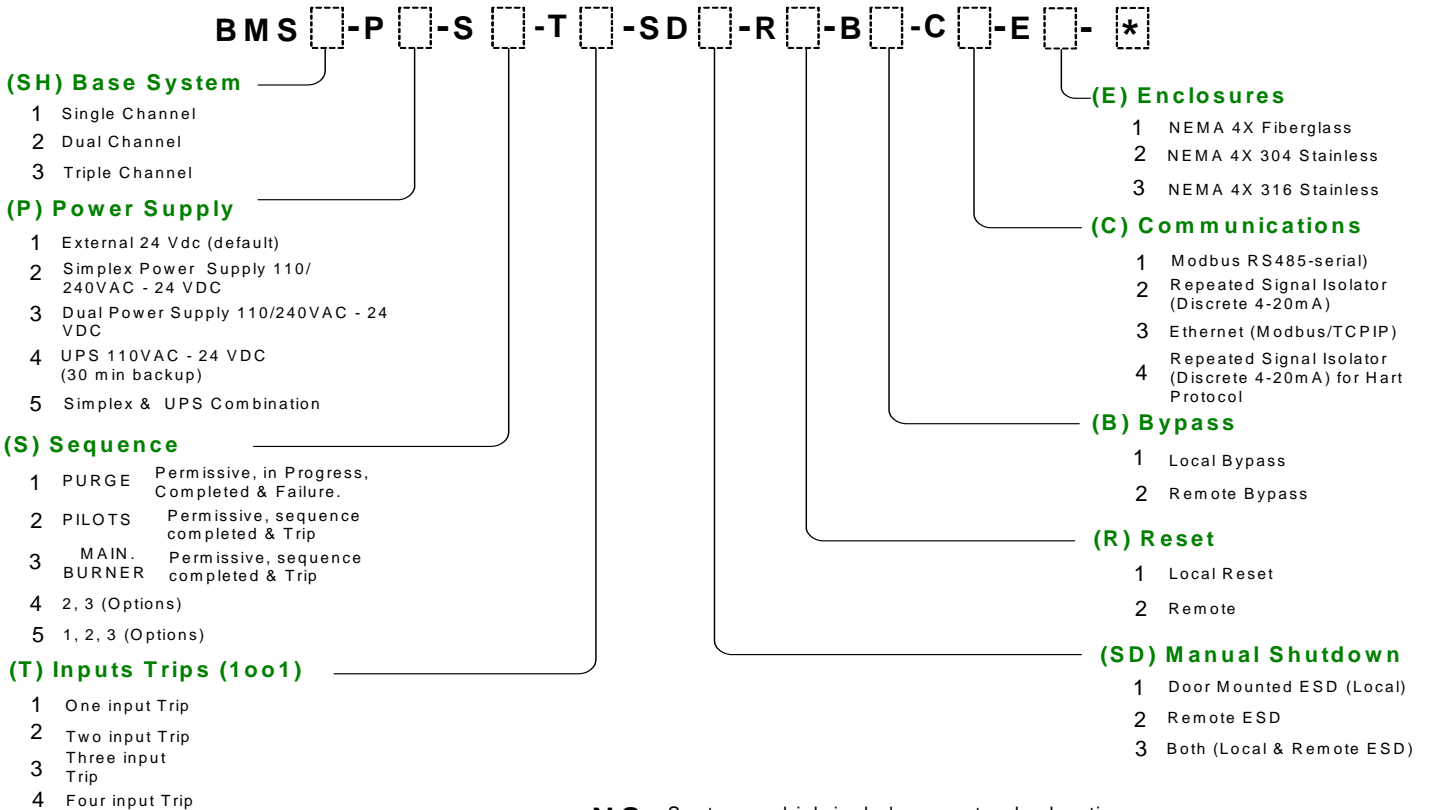 BMS -P -S -T -SD -R -B -C -E - *
(SH) Base System
1 Single Channel
2 Dual Channel
3 Triple Channel
(P) Power Supply
1 External 24 Vdc (default)
2 Simplex Power Supply 110/
240VAC - 24 VDC
3 Dual Power Supply 110/240VAC - 24
VDC
4 UPS 110VAC - 24 VDC
(30 min backup)
5 Simplex & UPS Combination
(S) Sequence
1 PURGE Permissive, in Progress,
Completed & Failure.
2 PILOTS Permissive, sequence
completed & Trip
3 MAIN. BURNER Permissive, sequence
completed & Trip
4 2, 3 (Options)
5 1, 2, 3 (Options)
(T) Inputs Trips (1oo1)
1 One input Trip
2 Two input Trip
3 Three input
Trip
4 Four input Trip
(E) Enclosures
1 NEMA 4X Fiberglass
2 NEMA 4X 304 Stainless
3 NEMA 4X 316 Stainless
(C) Communications
1 Modbus RS485-serial)
2 Repeated Signal Isolator
(Discrete 4-20mA)
3 Ethernet (Modbus/TCPIP)
4 Repeated Signal Isolator
(Discrete 4-20mA) for Hart
Protocol
(B) Bypass
1 Local Bypass
2 Remote Bypass
(R) Reset
1 Local Reset
2 Remote
(SD) Manual Shutdown
1 Door Mounted ESD (Local)
2 Remote ESD
3 Both (Local & Remote ESD)